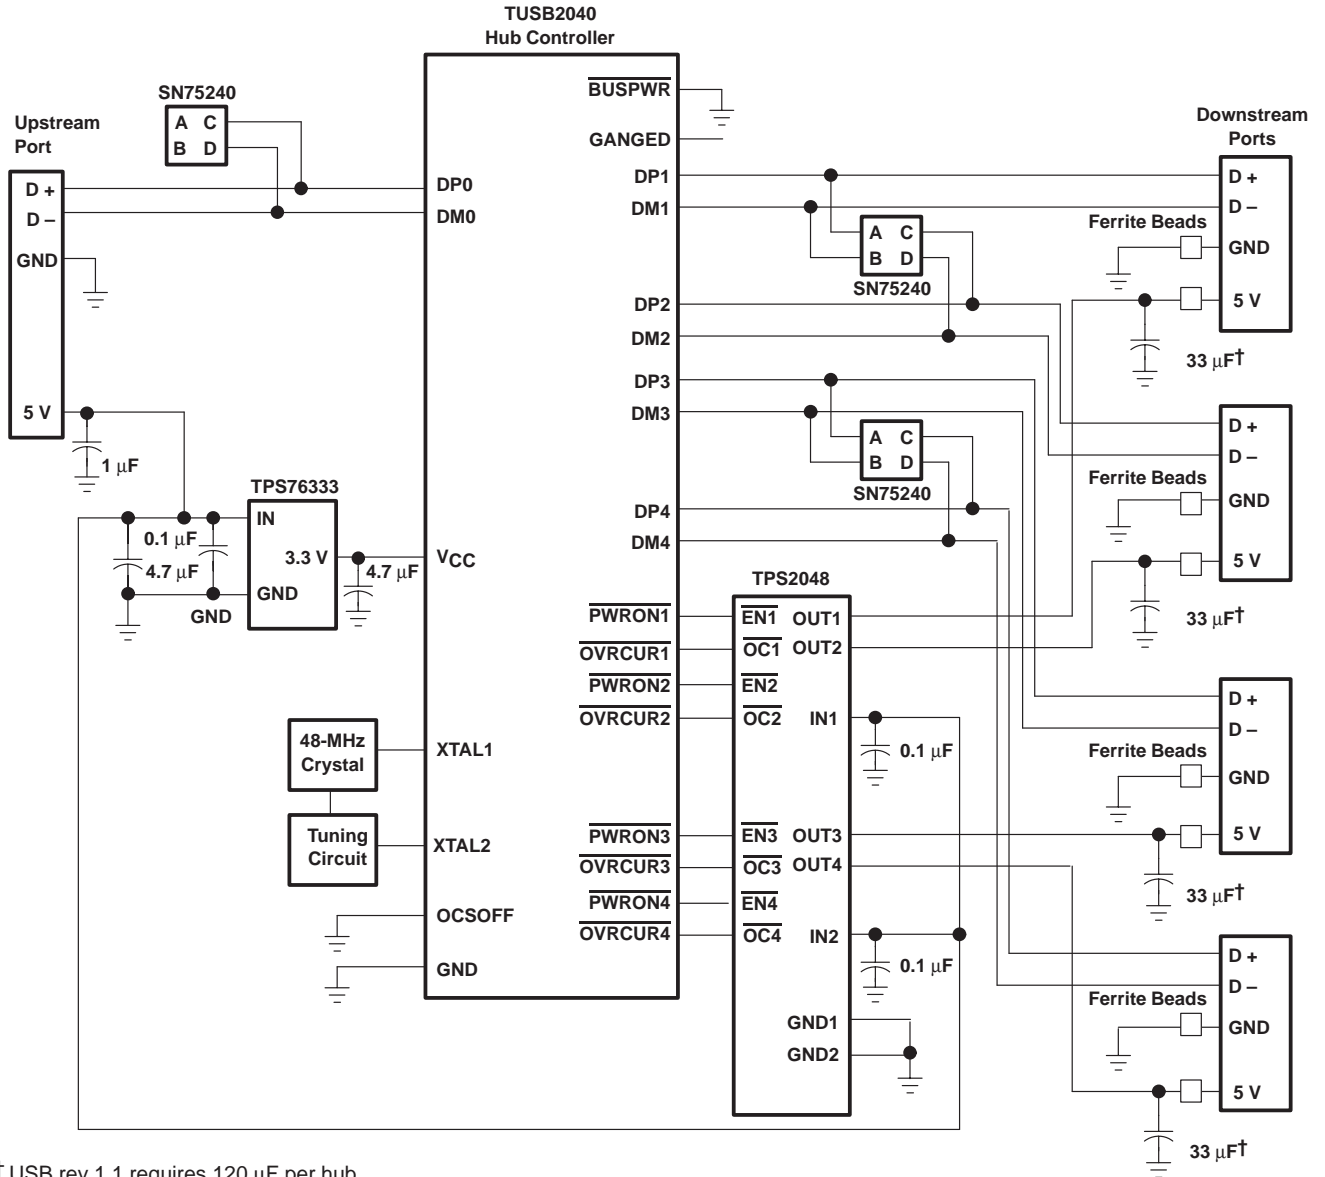 TUSB2040
Hub Controller
SN75240
A C
B D
Upstream
Port
D +
D –
GND
5 V
1 μF
TPS76333
IN
3.3 V
GND
0.1 μF
4.7 μF
GND
4.7 μF
48-MHz
Crystal
Tuning
Circuit
DP0
DM0
VCC
XTAL1
XTAL2
OCSOFF
GND
BUSPWR
GANGED
DP1
DM1
DP2
DM2
DP3
DM3
DP4
DM4
PWRON1
OVRCUR1
PWRON2
OVRCUR2
PWRON3
OVRCUR3
PWRON4
OVRCUR4
A C
B D
SN75240
A C
B D
SN75240
TPS2048
EN1 OUT1
OC1 OUT2
EN2
OC2 IN1
EN3 OUT3
OC3 OUT4
EN4
OC4 IN2
GND1
GND2
0.1 μF
0.1 μF
Downstream
Ports
D +
D –
Ferrite Beads
GND
5 V
33 μF†
D +
D –
Ferrite Beads
GND
5 V
33 μF†
D +
D –
Ferrite Beads
GND
5 V
33 μF†
D +
D –
Ferrite Beads
GND
5 V
33 μF†
† USB rev 1.1 requires 120 μF per hub